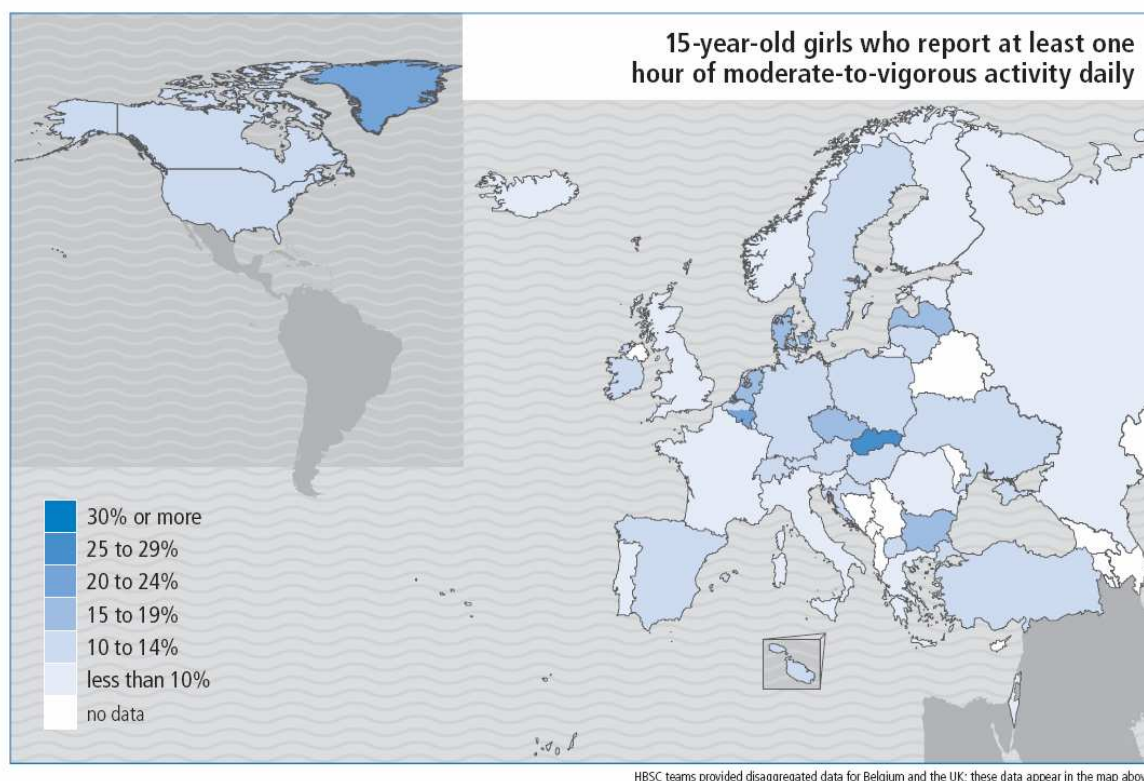 15-year-old girls who report at least one
hour of moderate-to-vigorous activity daily
30% or more
25 to 29%
20 to 24%
15 to 19%
10 to 14%
less than 10%
no data
HBSC teams provided disaggregated data for Belgium and the UK; these data appear in the map above